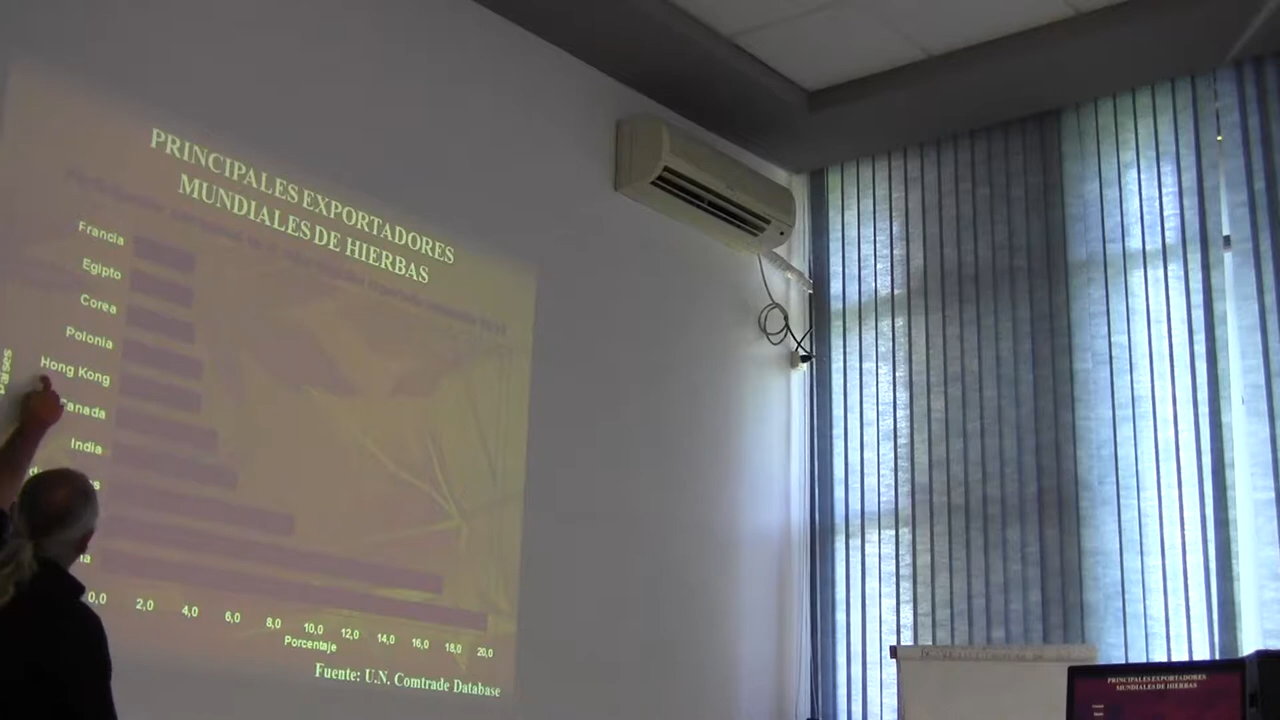 PRINCIPALES EXPORTADORES
MUNDIALES DE HIERBAS
Francia
Egipto
Corea
Polonia
Hong Kong
Canada
India
Países
0,0 2,0 4,0 6,0 8,0 10,0 12,0 14,0 16,0 18,0 20,0
Porcentaje
Fuente: U.N. Comtrade Database
PRINCIPALES EXPORTADORES
MUNDIALES DE HIERBAS